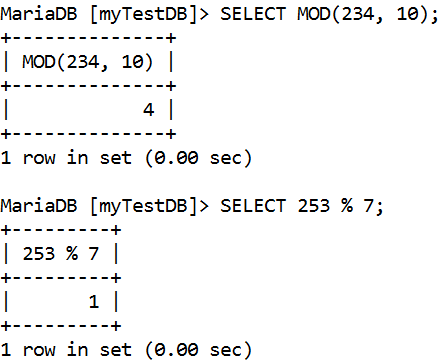 MariaDB [myTestDB]> SELECT MOD(234, 10);
+--------------+
| MOD(234, 10) |
+--------------+
|            4 |
+--------------+
1 row in set (0.00 sec)

MariaDB [myTestDB]> SELECT 253 % 7;
+---------+
| 253 % 7 |
+---------+
|       1 |
+---------+
1 row in set (0.00 sec)